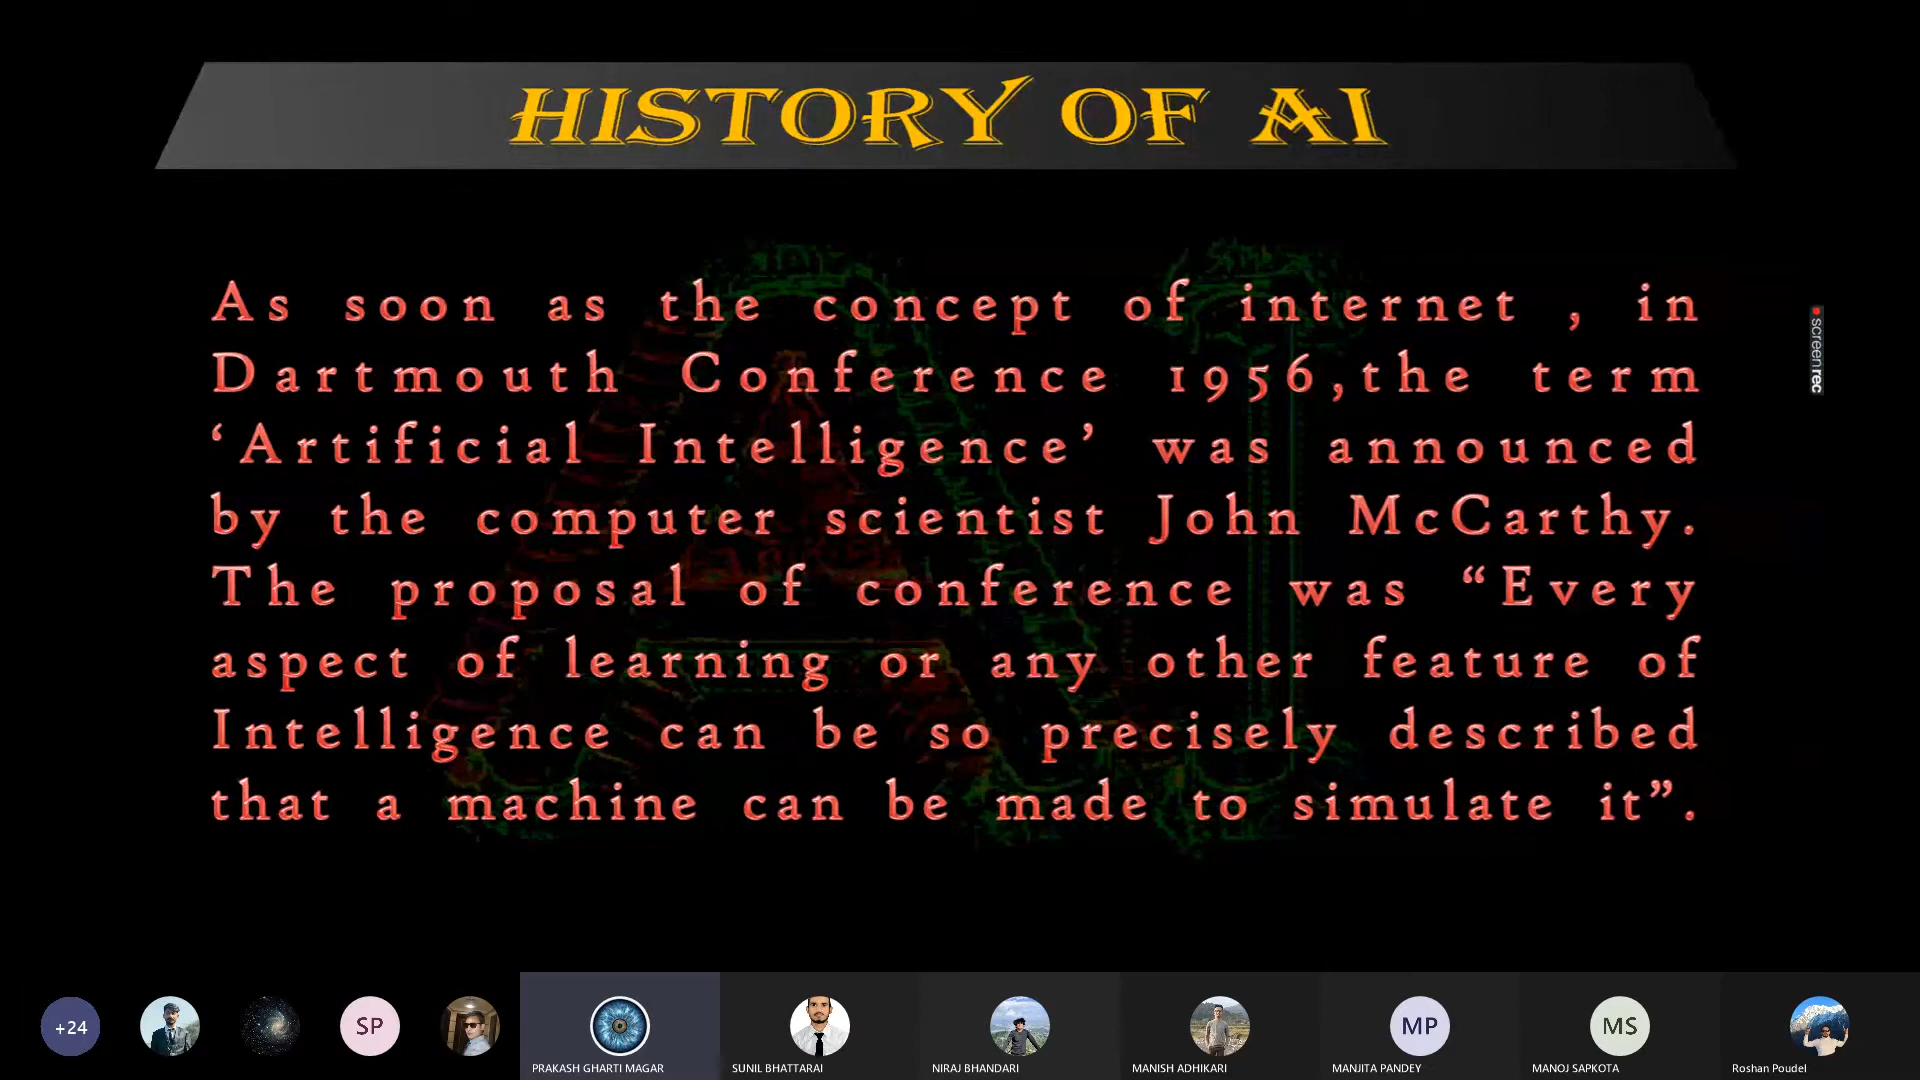 HISTORY OF AI
As soon as the concept of internet , in
Dartmouth Conference 1956,the term
‘Artificial Intelligence’ was announced
by the computer scientist John McCarthy.
The proposal of conference was “Every
aspect of learning or any other feature of
Intelligence can be so precisely described
that a machine can be made to simulate it”.
screenrec
+24
SP
MP
MS
PRAKASH GHARTI MAGAR
SUNIL BHATTARAI
NIRAJ BHANDARI
MANISH ADHIKARI
MANJITA PANDEY
MANOJ SAPKOTA
Roshan Poudel